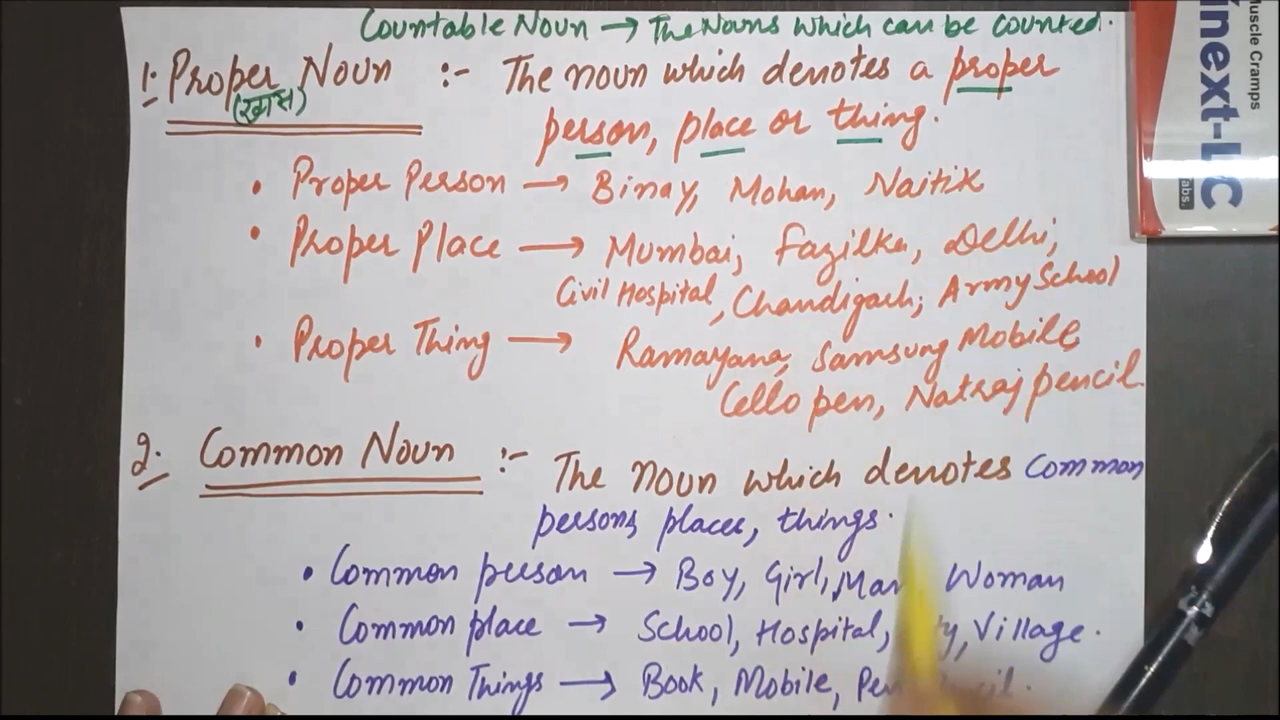 Countable Noun → The Nouns which can be counted.
1. Proper Noun :- The noun which denotes a proper
(खास)
person, place or thing.
• Proper Person → Binay, Mohan, Naitik
• Proper Place → Mumbai, Fazilka, Delhi,
Civil Hospital, Chandigarh, Army School
• Proper Thing → Ramayana, Samsung Mobile,
Cello pen, Natraj pencil
2. Common Noun :- The noun which denotes common
persons, places, things.
• Common person → Boy, Girl, Man Woman
• Common place → School, Hospital, Village.
• Common Things → Book, Mobile,
Muscle Cramps
abs.